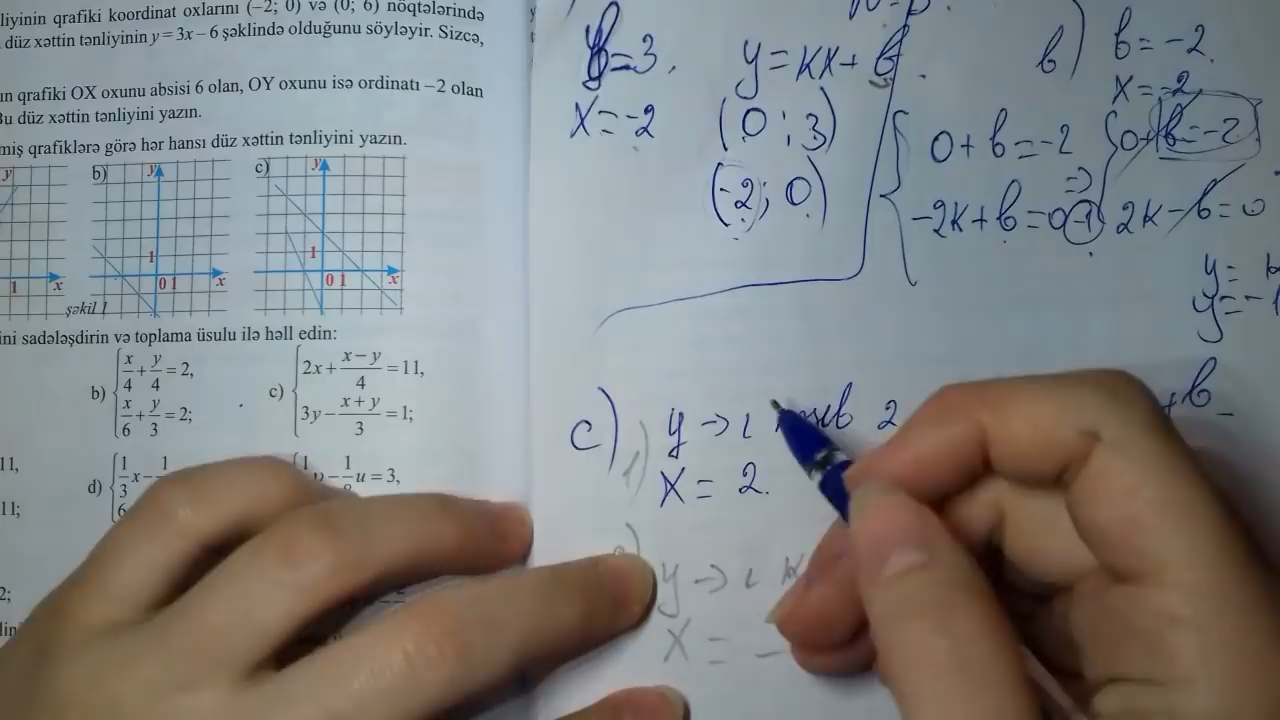 liyinin qrafiki koordinat oxlarını (−2; 0) və (0; 6) nöqtələrində
düz xəttin tənliyinin y = 3x − 6 şəklində olduğunu söyləyir. Sizcə,
ın qrafiki OX oxunu absisi 6 olan, OY oxunu isə ordinatı −2 olan
Bu düz xəttin tənliyini yazın.
miş qrafiklərə görə hər hansı düz xəttin tənliyini yazın.
y
1 x
b) y
1
0 1 x
c) y
1
0 1 x
şəkil 1
ini sadələşdirin və toplama üsulu ilə həll edin:
b) { x/4 + y/4 = 2,
x/6 + y/3 = 2;
c) { 2x + (x − y)/4 = 11,
3y − (x + y)/3 = 1;
11,
11;
d) { 1/3 x −
u = 3,
2;
b = 3. y = kx + b.
x = -2 (0 ; 3)
(-2 ; 0)
b) b = -2
x = -2
{ 0 + b = -2 { 0 + b = -2
-2k + b = 0 (-1) => 2k - b = 0
y =
y = -
c) 1) y → 2
x = 2.
+ b
y →
x = -